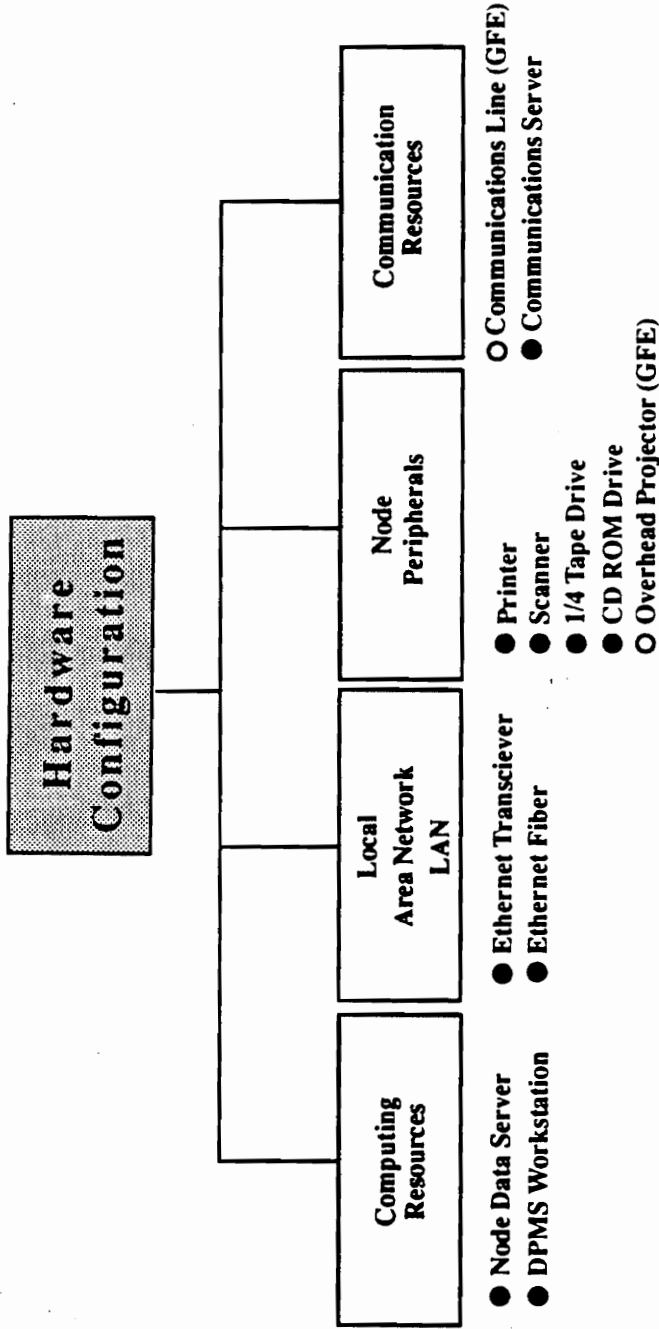 Hardware
Configuration
Computing
Resources
● Node Data Server
● DPMS Workstation
Local
Area Network
LAN
● Ethernet Transciever
● Ethernet Fiber
Node
Peripherals
● Printer
● Scanner
● 1/4 Tape Drive
● CD ROM Drive
○ Overhead Projector (GFE)
Communication
Resources
○ Communications Line (GFE)
● Communications Server